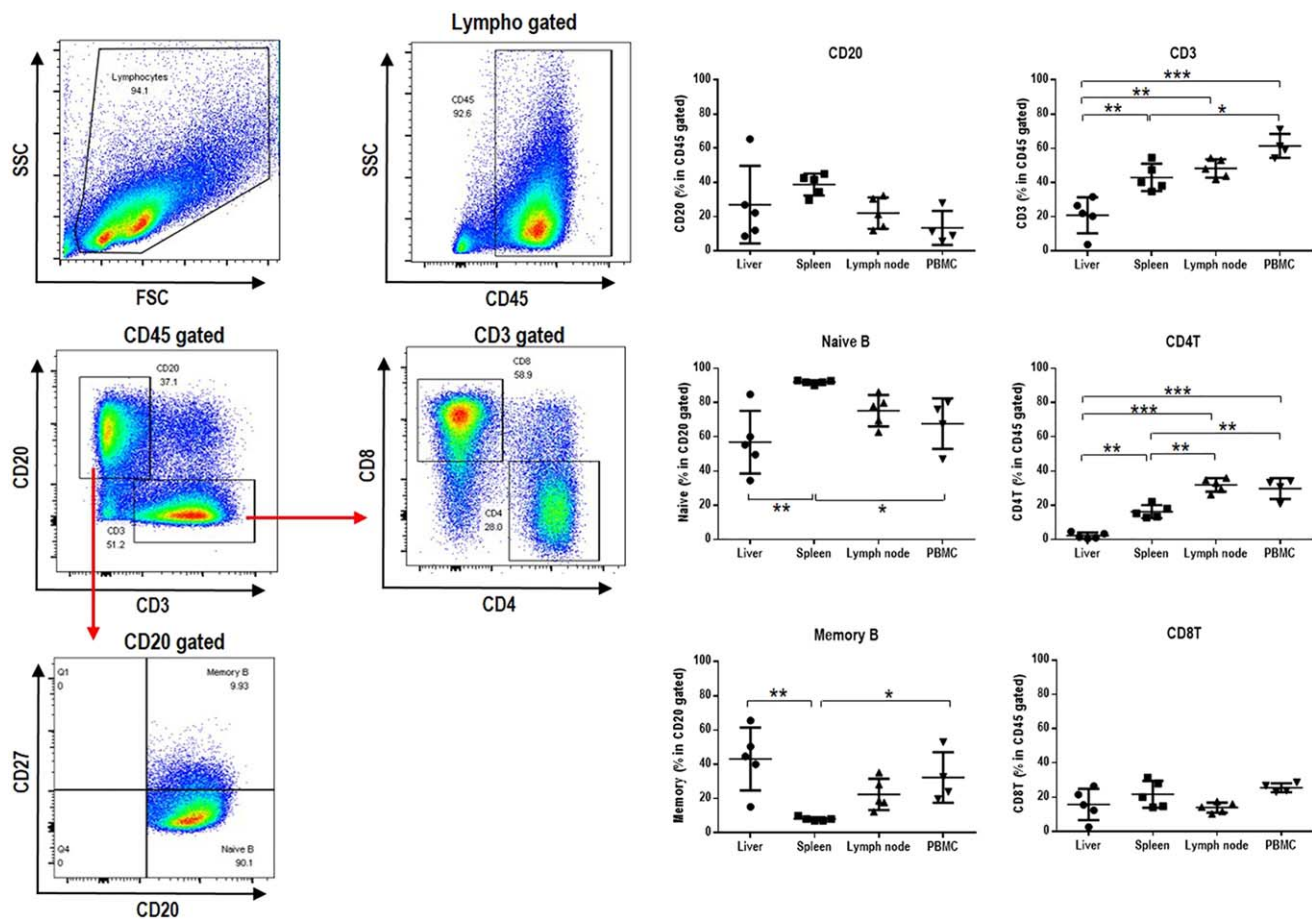 Lympho gated
Lymphocytes
94.1
SSC
FSC
CD45
92.6
SSC
CD45
CD45 gated
CD20
37.1
CD20
CD3
51.2
CD3
CD3 gated
CD8
58.9
CD8
CD4
28.0
CD4
CD20 gated
Q1
0
Memory B
9.93
CD27
Q4
0
Naive B
90.1
CD20
CD20
CD20 (% in CD45 gated)
100
80
60
40
20
0
Liver Spleen Lymph node PBMC
CD3
CD3 (% in CD45 gated)
100
80
60
40
20
0
***
**
** *
Liver Spleen Lymph node PBMC
Naive B
Naive (% in CD20 gated)
100
80
60
40
20
0
** *
Liver Spleen Lymph node PBMC
CD4T
CD4T (% in CD45 gated)
100
80
60
40
20
0
***
***
**
** **
Liver Spleen Lymph node PBMC
Memory B
Memory (% in CD20 gated)
100
80
60
40
20
0
** *
Liver Spleen Lymph node PBMC
CD8T
CD8T (% in CD45 gated)
100
80
60
40
20
0
Liver Spleen Lymph node PBMC